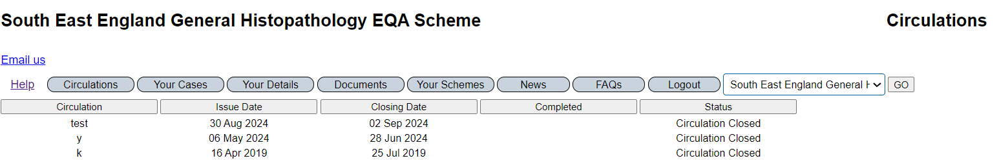 South East England General Histopathology EQA Scheme Circulations
Email us
Help Circulations Your Cases Your Details Documents Your Schemes News FAQs Logout South East England General H GO
Circulation Issue Date Closing Date Completed Status
test 30 Aug 2024 02 Sep 2024 Circulation Closed
y 06 May 2024 28 Jun 2024 Circulation Closed
k 16 Apr 2019 25 Jul 2019 Circulation Closed